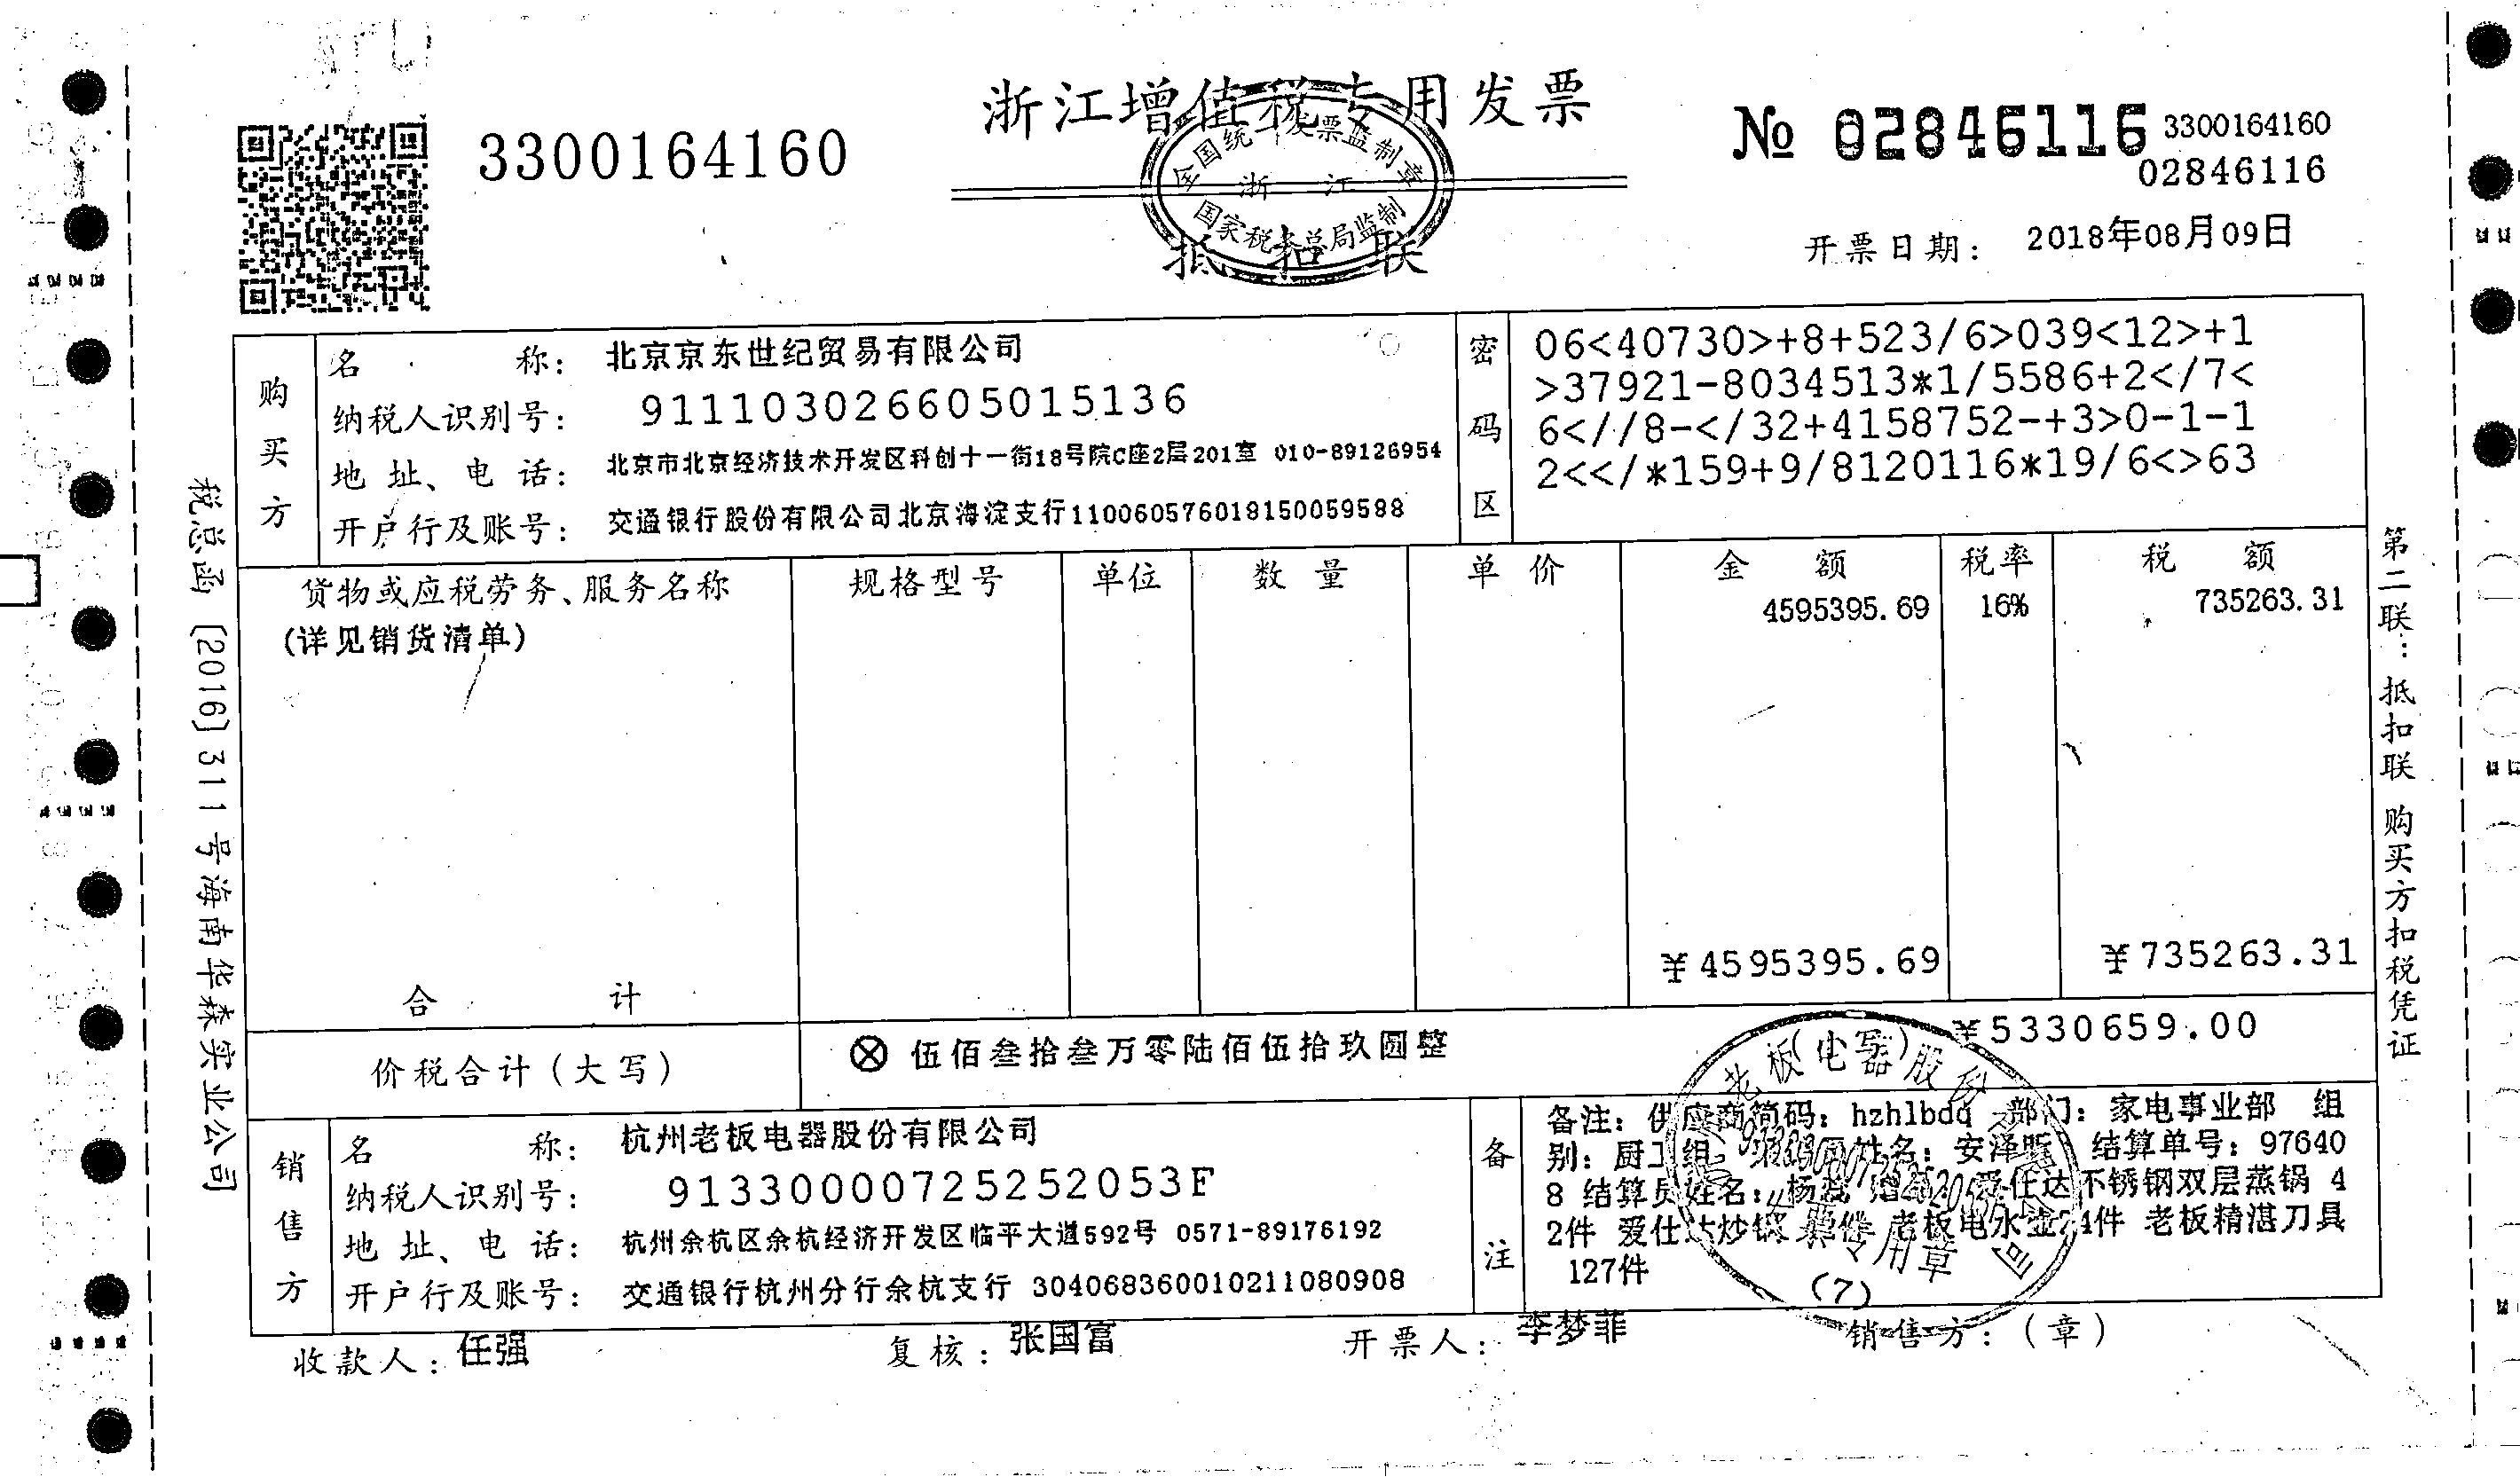 浙江增值税专用发票
3300164160
№ 02846116
3300164160
02846116
全国统一发票监制章
浙 江
国家税务总局监制
抵 扣 联
开票日期: 2018年08月09日
购买方
名 称: 北京京东世纪贸易有限公司
纳税人识别号: 911103026605015136
地 址、电 话: 北京市北京经济技术开发区科创十一街18号院C座2层201室 010-89126954
开户行及账号: 交通银行股份有限公司北京海淀支行110060576018150059588
密码区
06<40730>+8+523/6>039<12>+1
>37921-8034513*1/5586+2</7<
6<//8-</32+4158752-+3>0-1-1
2<</*159+9/8120116*19/6<>63
货物或应税劳务、服务名称 规格型号 单位 数 量 单 价 金 额 税率 税 额
(详见销货清单) 4595395.69 16% 735263.31
合 计 ¥4595395.69 ¥735263.31
价税合计(大写) ⊗ 伍佰叁拾叁万零陆佰伍拾玖圆整 (小写) ¥5330659.00
销售方
名 称: 杭州老板电器股份有限公司
纳税人识别号: 91330000725252053F
地 址、电 话: 杭州余杭区余杭经济开发区临平大道592号 0571-89176192
开户行及账号: 交通银行杭州分行余杭支行 304068360010211080908
备注
备注: 供应商简码: hzhlbdq 部门: 家电事业部 组
别: 厨卫组 姓名: 安泽 结算单号: 97640
8 结算员姓名: 杨 爱仕达不锈钢双层蒸锅 4
2件 爱仕达炒锅 件 老板电水壶 4件 老板精湛刀具
127件
老板电器股份
专用章
(7)
收款人: 任强 复核: 张国富 开票人: 李梦菲 销售方: (章)
税总函〔2016〕311号海南华森实业公司
第二联: 抵扣联 购买方扣税凭证